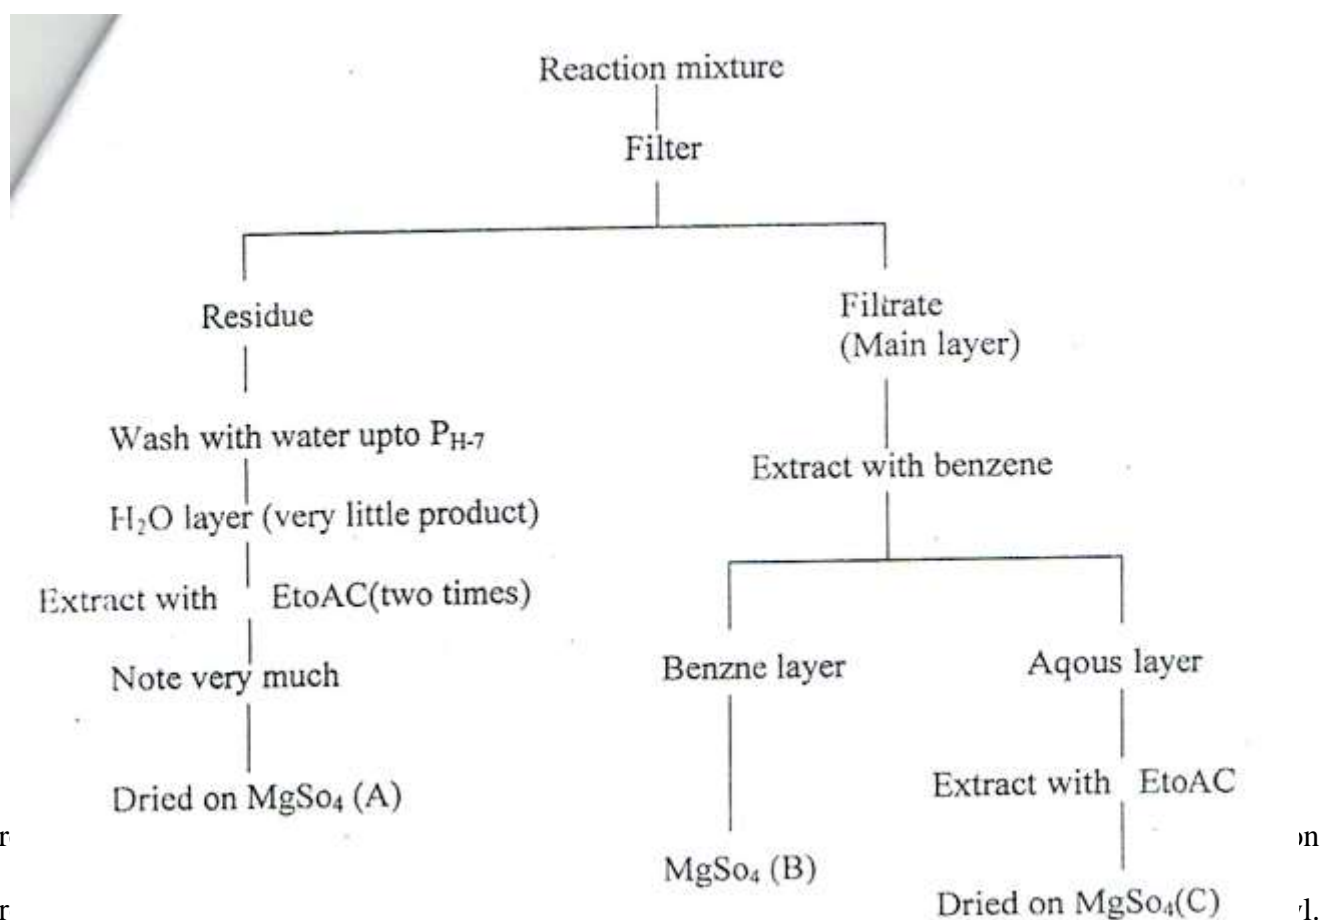 Reaction mixture
Filter
Residue
Filtrate
(Main layer)
Wash with water upto PH-7
Extract with benzene
H₂O layer (very little product)
Extract with EtoAC(two times)
Note very much
Benzne layer
Aqous layer
Dried on MgSo₄ (A)
Extract with EtoAC
MgSo₄ (B)
Dried on MgSo₄(C)